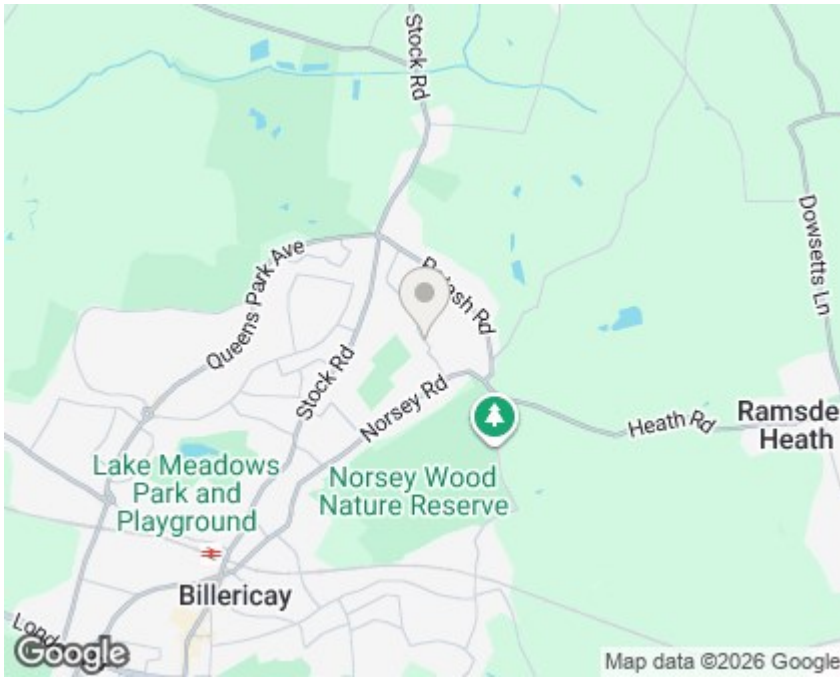 Stock Rd
Dowsetts Ln
Queens Park Ave
Stock Rd
Norsey Rd
Heath Rd
Heath
Lake Meadows
Park and
Playground
Norsey Wood
Nature Reserve
Billericay
Google
Map data ©2026 Google